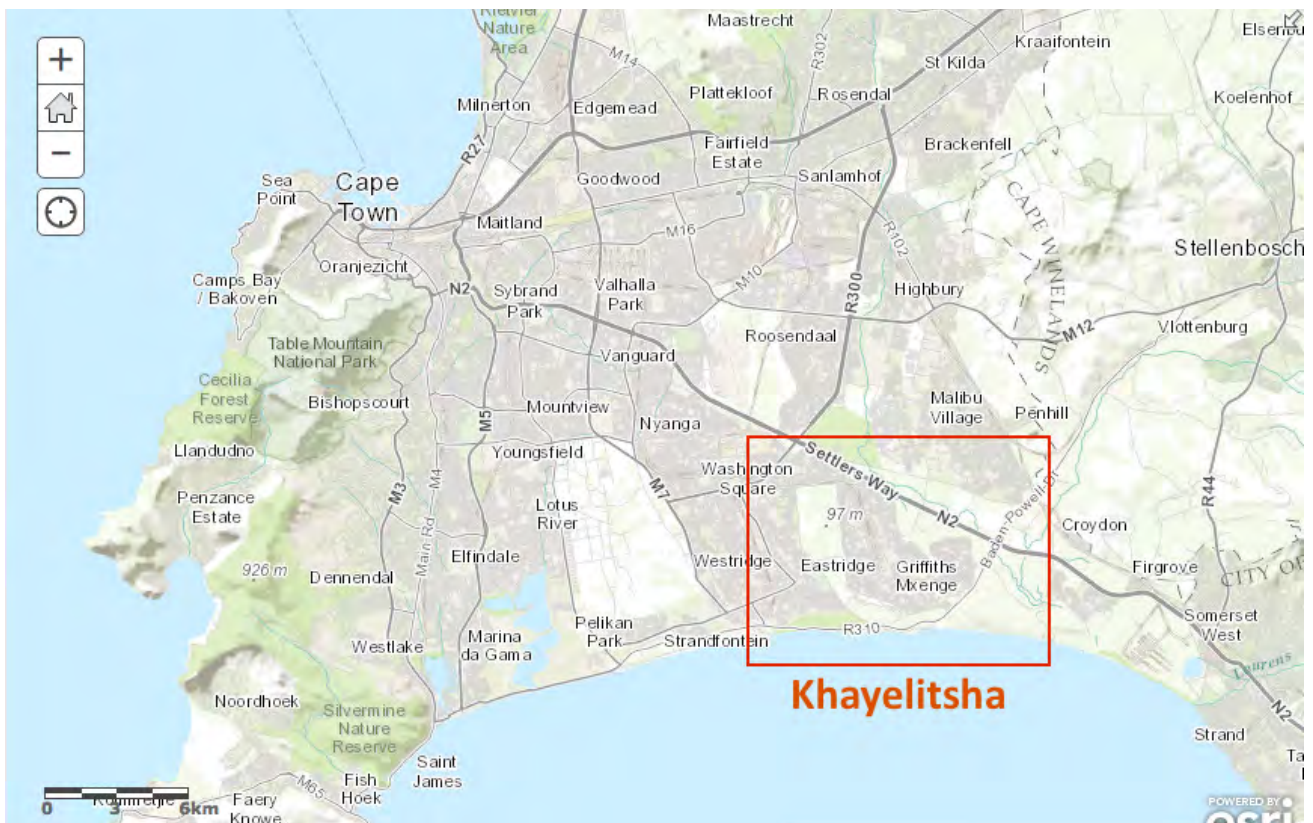 Rietvlei
Nature
Area
Maastrecht
R302
Kraaifontein
M14
St Kilda
Plattekloof
Rosendal
Koelenhof
Milnerton
Edgemead
R27
Fairfield
Estate
Brackenfell
Sea
Point
Cape
Town
Goodwood
Sanlamhof
CAPE WINELANDS
Maitland
M16
R102
Stellenbosch
Oranjezicht
M10
Camps Bay
/ Bakoven
N2
Sybrand
Park
Valhalla
Park
R300
Highbury
M12
Vlottenburg
Roosendaal
Table Mountain
National Park
Vanguard
Cecilia
Forest
Reserve
Bishopscourt
M5
Mountview
Nyanga
Malibu
Village
Penhill
Llandudno
Youngsfield
Washington
Square
Settlers-Way
M3
M4
M7
R44
Penzance
Estate
Lotus
River
97 m
N2
Baden-Powell-Dr
Croydon
926 m
Dennendal
Main Rd
Elfindale
Westridge
Eastridge
Griffiths
Mxenge
Firgrove
CITY OF
Somerset
West
Pelikan
Park
Strandfontein
R310
Westlake
Marina
da Gama
Lourens
Khayelitsha
Noordhoek
Silvermine
Nature
Reserve
N2
Strand
Saint
James
Fish
Hoek
M65
Faery
Knowe
0 3 6km
POWERED BY
esri